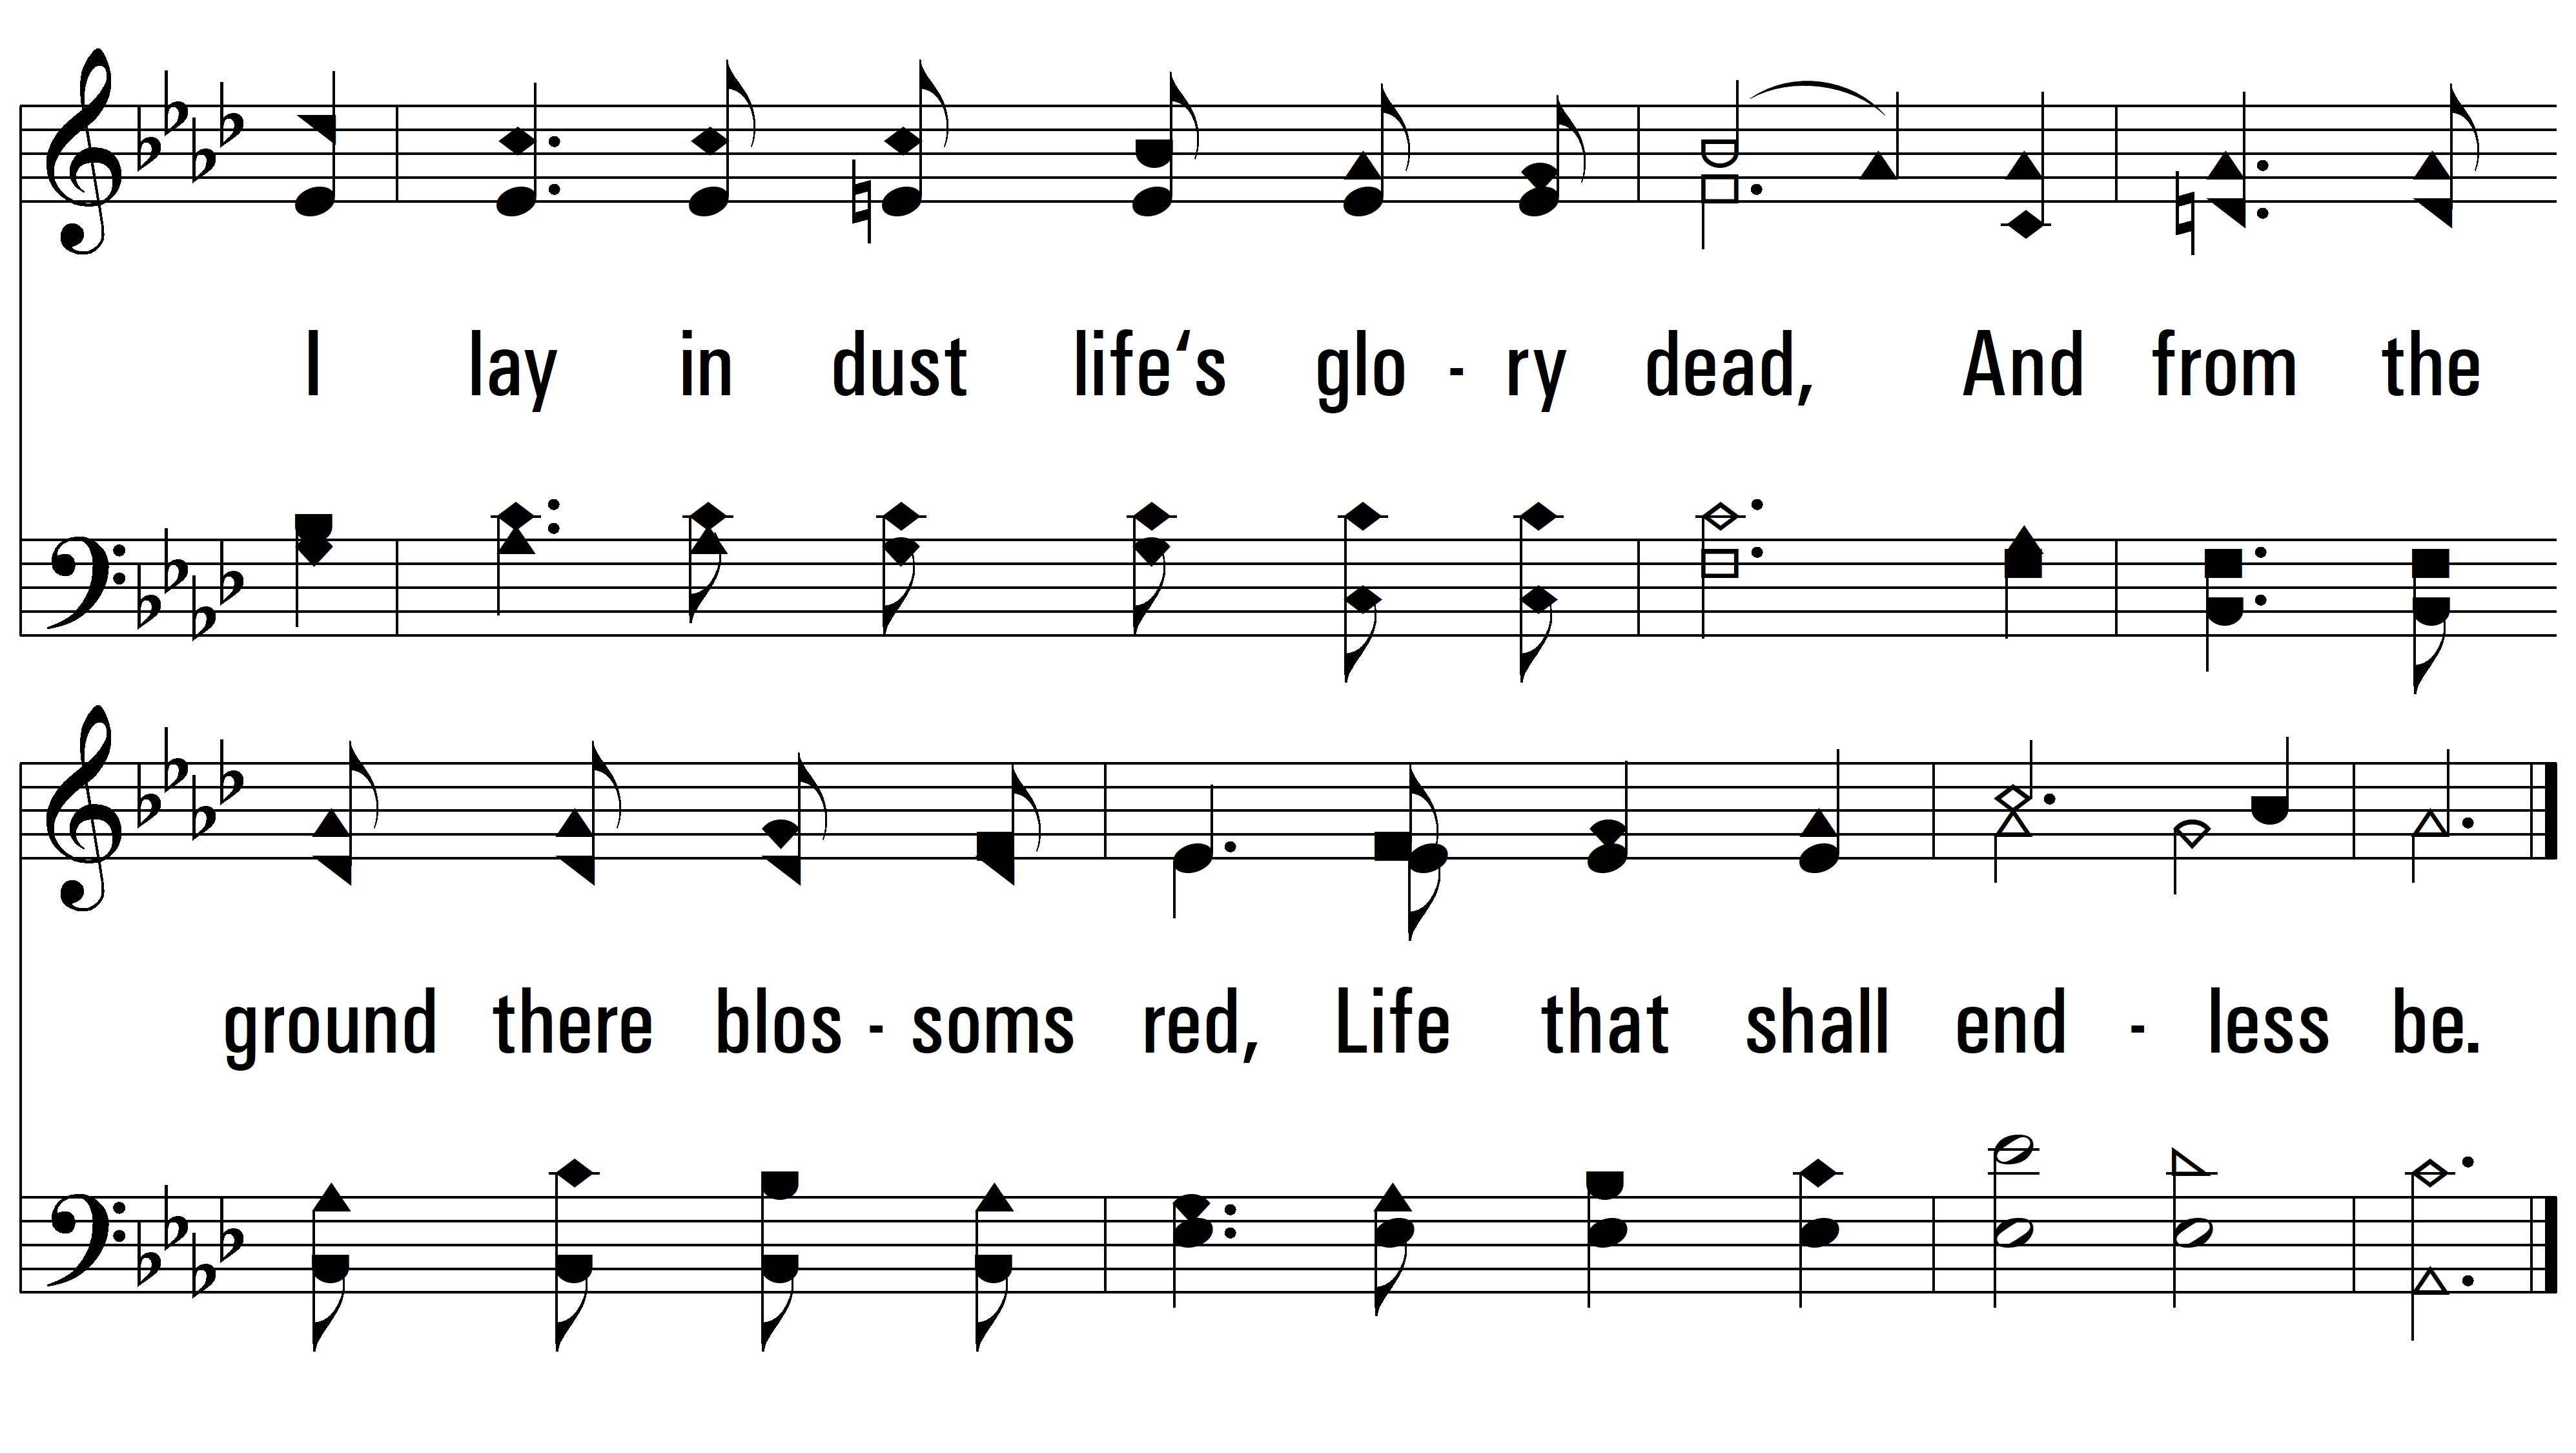 I lay in dust life‘s glo - ry dead, And from the
ground there blos - soms red, Life that shall end - less be.